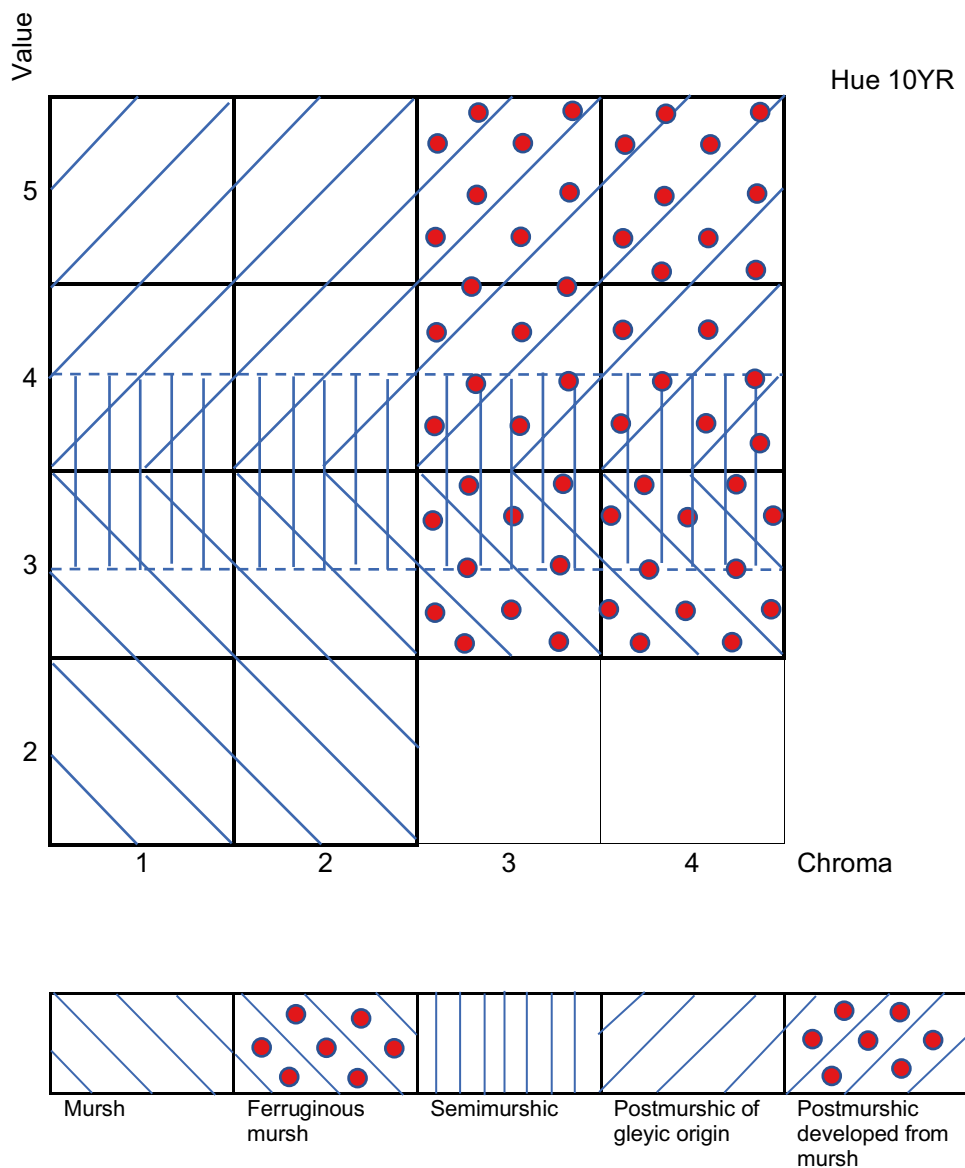 Value
Hue 10YR
5
4
3
2
1
2
3
4
Chroma
Mursh
Ferruginous
mursh
Semimurshic
Postmurshic of
gleyic origin
Postmurshic
developed from
mursh